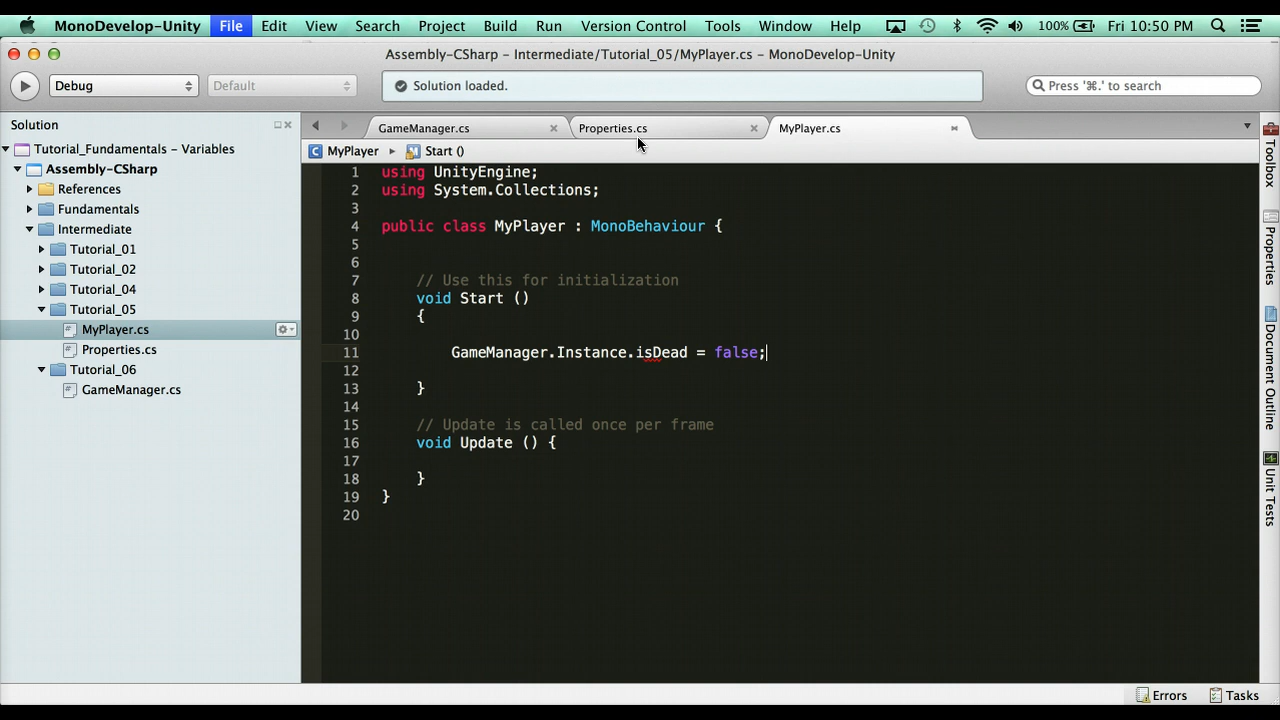 MonoDevelop-Unity File Edit View Search Project Build Run Version Control Tools Window Help 100% Fri 10:50 PM
Assembly-CSharp – Intermediate/Tutorial_05/MyPlayer.cs – MonoDevelop-Unity
Debug Default Solution loaded. Press ‘⌘.’ to search
Solution
GameManager.cs Properties.cs MyPlayer.cs
MyPlayer Start ()
Tutorial_Fundamentals – Variables
Assembly-CSharp
References
Fundamentals
Intermediate
Tutorial_01
Tutorial_02
Tutorial_04
Tutorial_05
MyPlayer.cs
Properties.cs
Tutorial_06
GameManager.cs
1 using UnityEngine;
2 using System.Collections;
3
4 public class MyPlayer : MonoBehaviour {
5
6
7 // Use this for initialization
8 void Start ()
9 {
10
11 GameManager.Instance.isDead = false;
12
13 }
14
15 // Update is called once per frame
16 void Update () {
17
18 }
19 }
20
Toolbox
Properties
Document Outline
Unit Tests
Errors Tasks